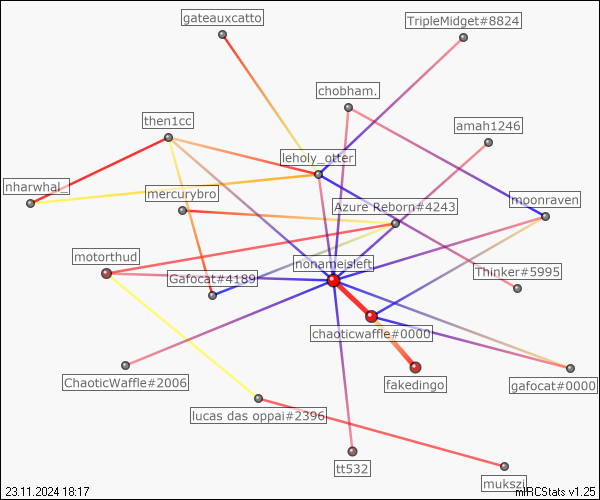 gateauxcatto
TripleMidget#8824
chobham.
then1cc
amah1246
leholy_otter
nharwhal_
mercurybro
moonraven
Azure Reborn#4243
motorthud
nonameisleft
Gafocat#4189
Thinker#5995
chaoticwaffle#0000
ChaoticWaffle#2006
fakedingo
gafocat#0000
lucas das oppai#2396
tt532
mukszi
23.11.2024 18:17
mIRCStats v1.25